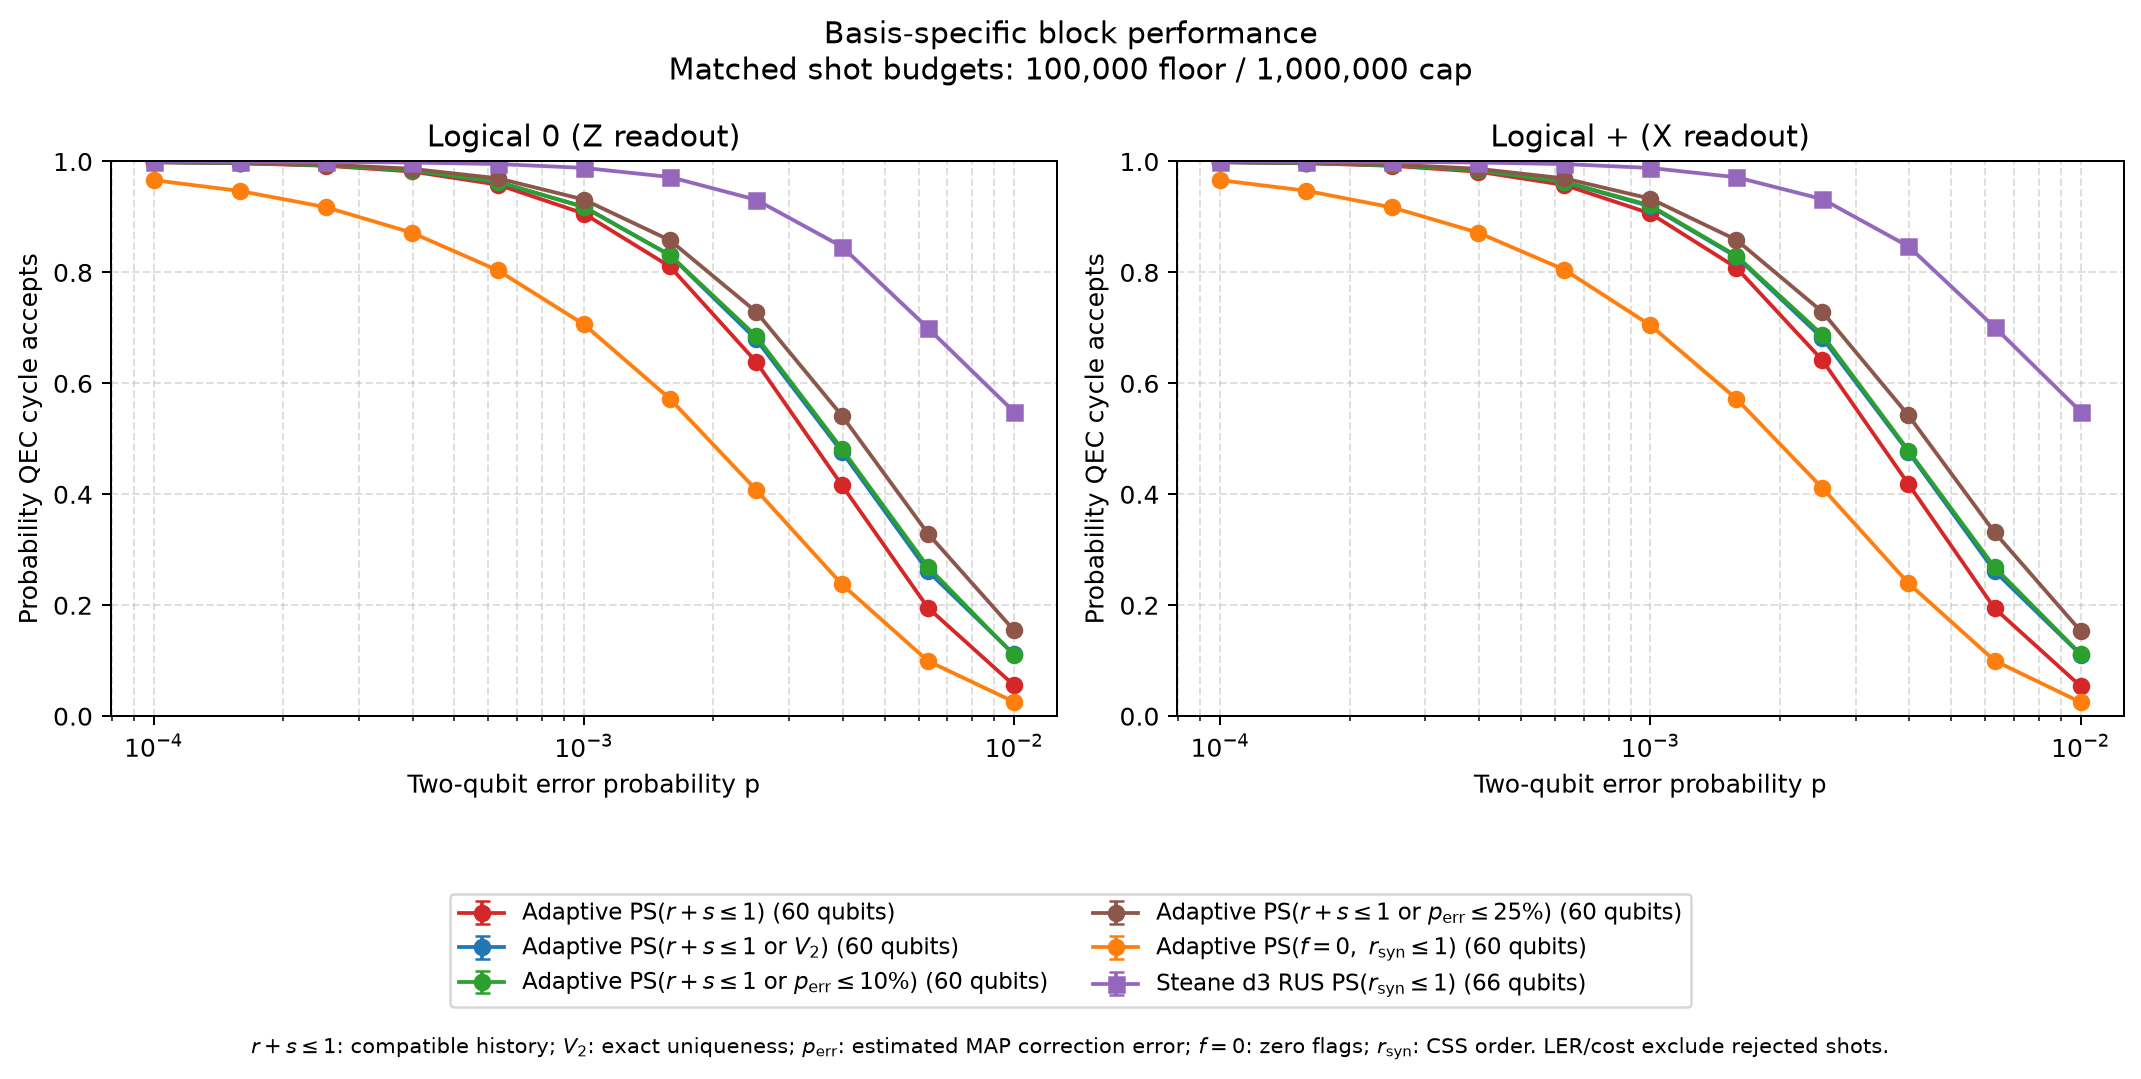 Basis-specific block performance
Matched shot budgets: 100,000 floor / 1,000,000 cap
Logical 0 (Z readout)
Probability QEC cycle accepts
1.0
0.8
0.6
0.4
0.2
0.0
10⁻⁴
10⁻³
10⁻²
Two-qubit error probability p
Logical + (X readout)
Probability QEC cycle accepts
1.0
0.8
0.6
0.4
0.2
0.0
10⁻⁴
10⁻³
10⁻²
Two-qubit error probability p
Adaptive PS(r + s ≤ 1) (60 qubits)
Adaptive PS(r + s ≤ 1 or V₂) (60 qubits)
Adaptive PS(r + s ≤ 1 or p_err ≤ 10%) (60 qubits)
Adaptive PS(r + s ≤ 1 or p_err ≤ 25%) (60 qubits)
Adaptive PS(f = 0, r_syn ≤ 1) (60 qubits)
Steane d3 RUS PS(r_syn ≤ 1) (66 qubits)
r + s ≤ 1: compatible history; V₂: exact uniqueness; p_err: estimated MAP correction error; f = 0: zero flags; r_syn: CSS order. LER/cost exclude rejected shots.